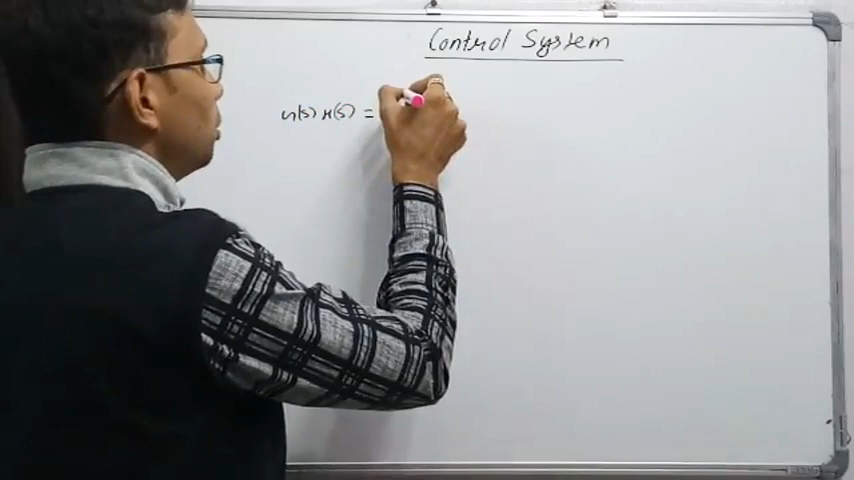 Control System
G(s) H(s) =